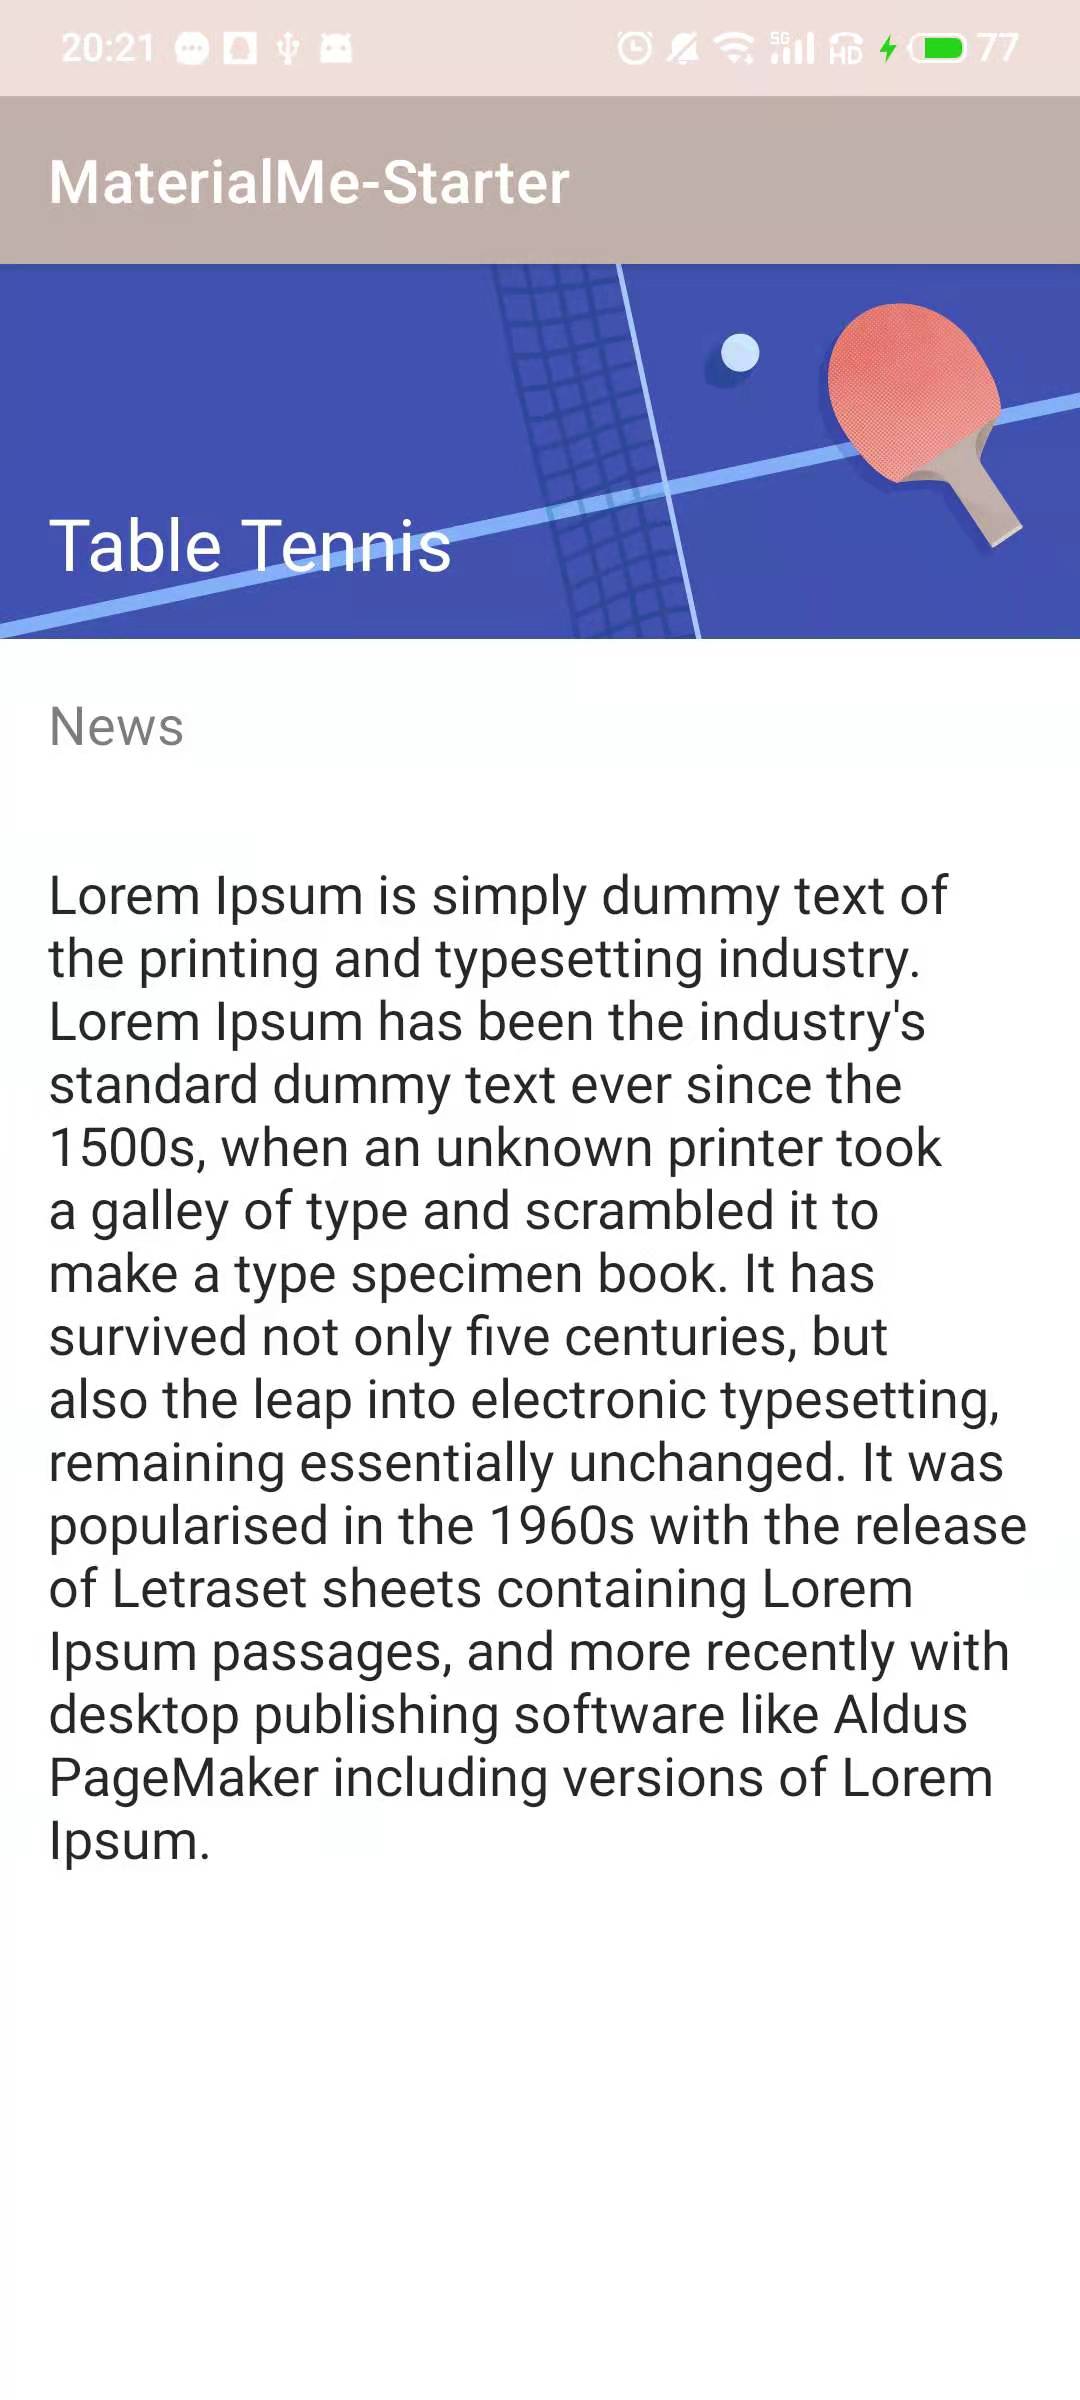 20:21 5G HD 77
MaterialMe-Starter
Table Tennis
News
Lorem Ipsum is simply dummy text of
the printing and typesetting industry.
Lorem Ipsum has been the industry's
standard dummy text ever since the
1500s, when an unknown printer took
a galley of type and scrambled it to
make a type specimen book. It has
survived not only five centuries, but
also the leap into electronic typesetting,
remaining essentially unchanged. It was
popularised in the 1960s with the release
of Letraset sheets containing Lorem
Ipsum passages, and more recently with
desktop publishing software like Aldus
PageMaker including versions of Lorem
Ipsum.